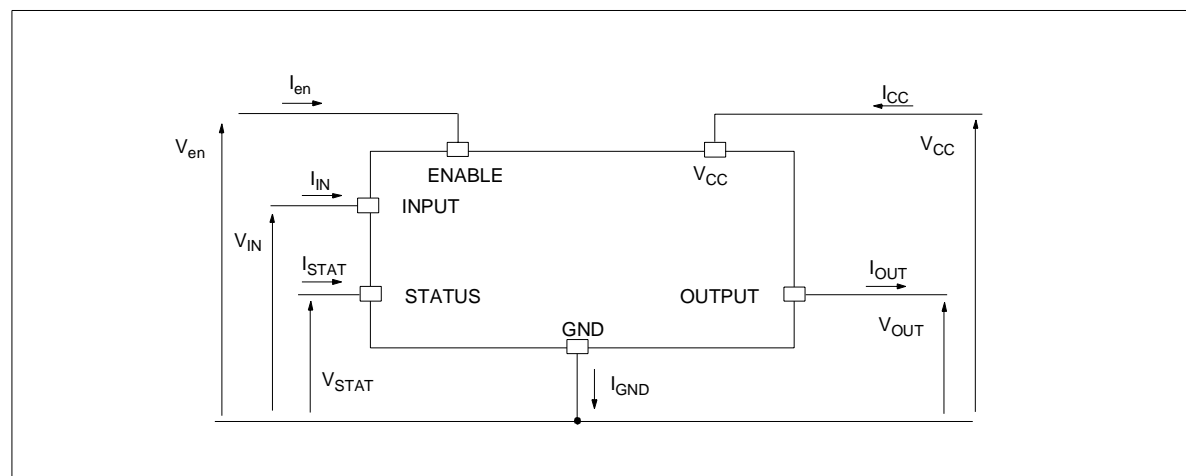 I_en
I_CC
V_en
V_CC
ENABLE
V_CC
I_IN
INPUT
V_IN
I_STAT
I_OUT
STATUS
OUTPUT
GND
V_OUT
V_STAT
I_GND